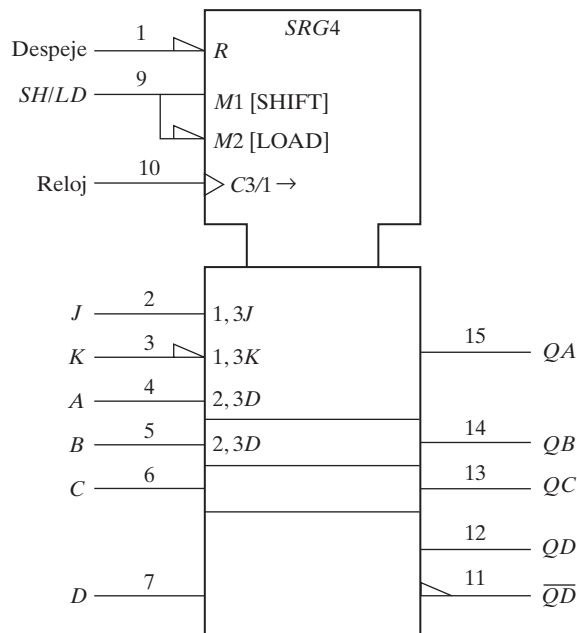 SRG4
Despeje 1 R
SH/LD 9 M1 [SHIFT]
M2 [LOAD]
Reloj 10 C3/1 →
J 2 1, 3J
K 3 1, 3K
15 QA
A 4 2, 3D
B 5 2, 3D
14 QB
C 6
13 QC
12 QD
D 7
11 Q̅D̅